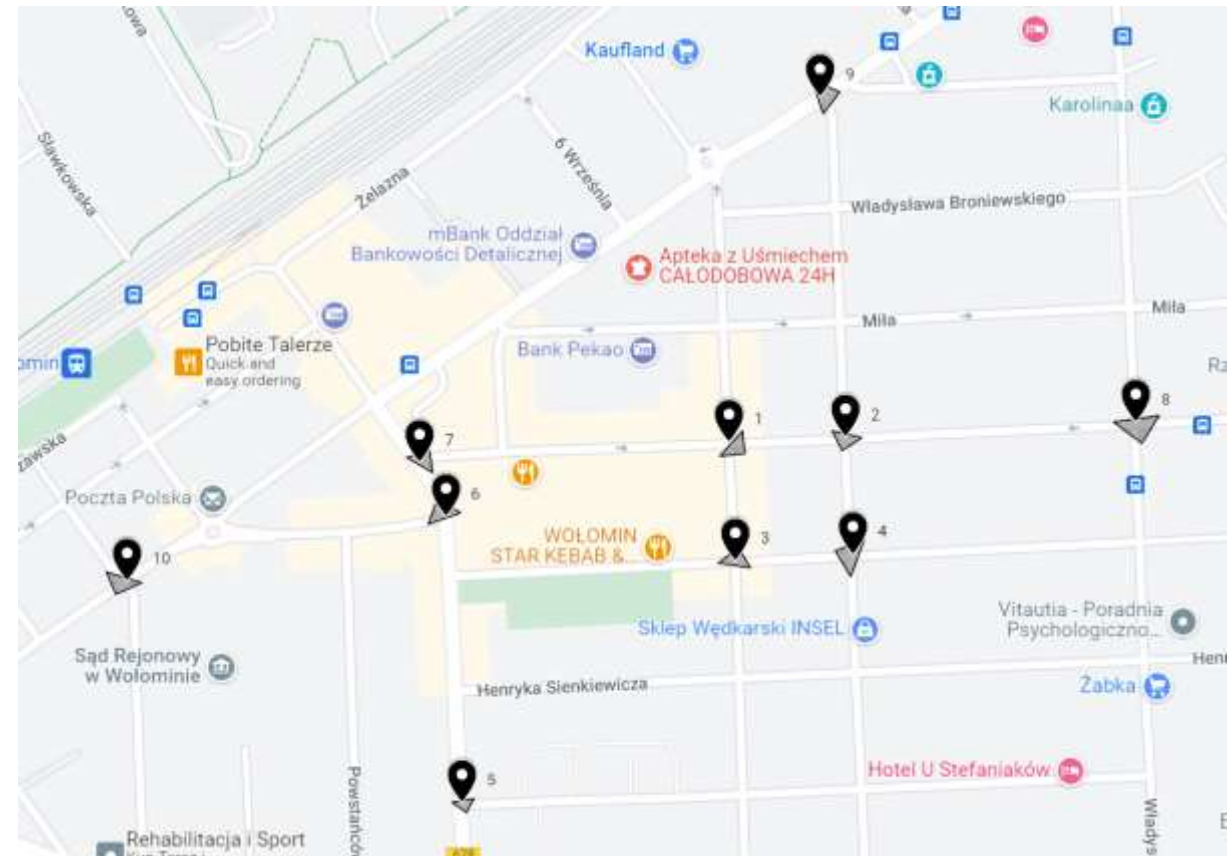 Kaufland
9
Karolinaa
Sławkowska
6 Września
Żelazna
Władysława Broniewskiego
mBank Oddział
Bankowości Detalicznej
Apteka z Uśmiechem
CAŁODOBOWA 24H
Miła
Miła
Pobite Talerze
Quick and
easy ordering
Bank Pekao
1
2
8
7
6
Poczta Polska
WOŁOMIN
STAR KEBAB &...
3
4
10
Sklep Wędkarski INSEL
Vitautia - Poradnia
Psychologiczno...
Sąd Rejonowy
w Wołominie
Henryka Sienkiewicza
Żabka
5
Hotel U Stefaniaków
Rehabilitacja i Sport